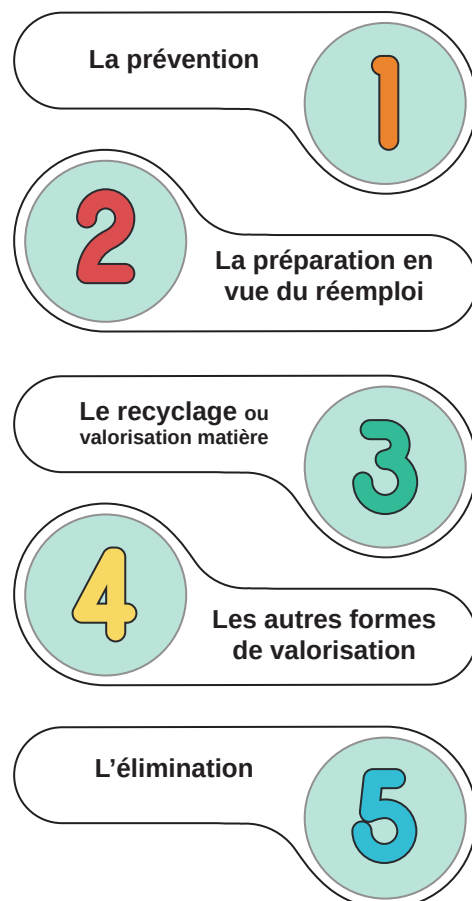 La prévention
1
2
La préparation en
vue du réemploi
Le recyclage ou
valorisation matière
3
4
Les autres formes
de valorisation
L’élimination
5